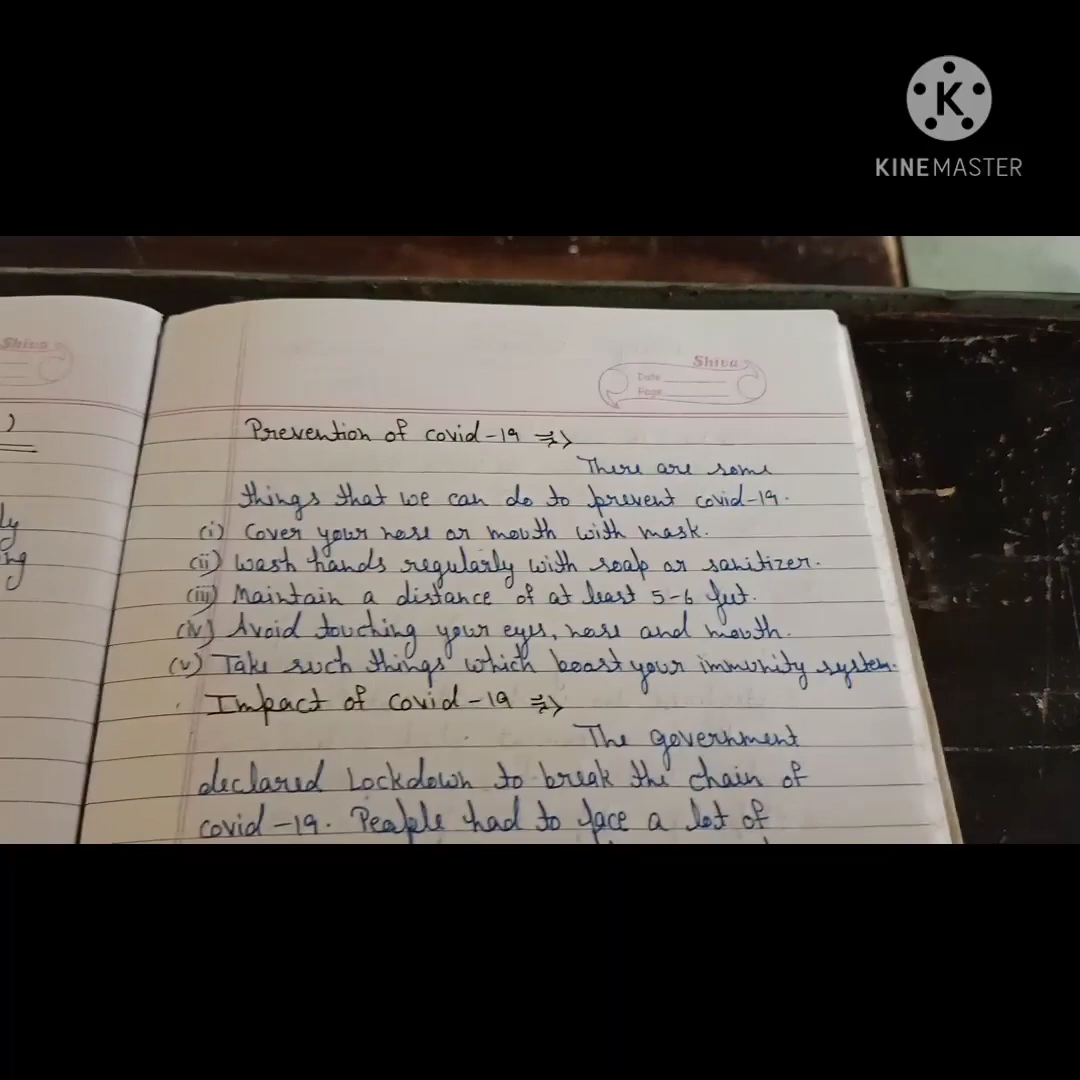 KINEMASTER
Shiva
Shiva
Date
Page
)
ly
ng
Prevention of covid-19 ⇒>
There are some
things that we can do to prevent covid-19.
(i) Cover your nose or mouth with mask.
(ii) Wash hands regularly with soap or sanitizer.
(iii) Maintain a distance of at least 5-6 feet.
(iv) Avoid touching your eyes, nose and mouth.
(v) Take such things which boost your immunity system.
Impact of covid-19 ⇒>
The government
declared Lockdown to break the chain of
covid-19. People had to face a lot of